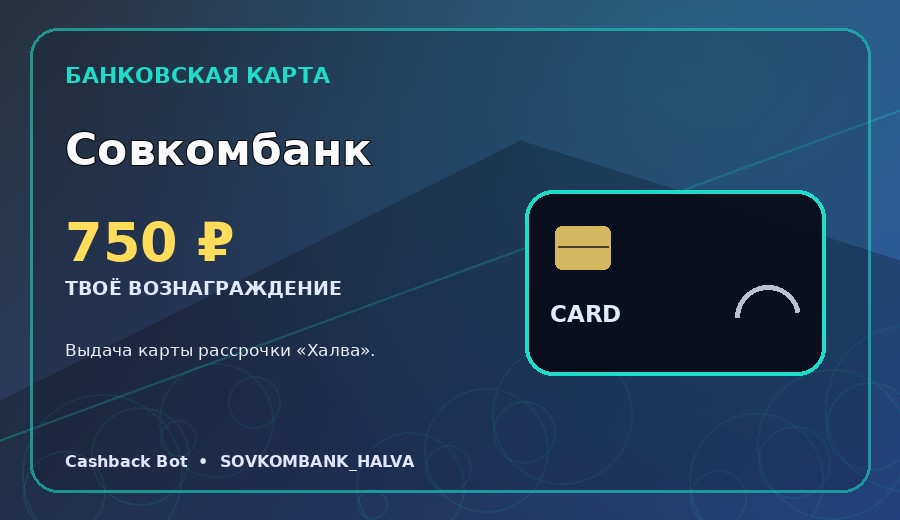 БАНКОВСКАЯ КАРТА
Совкомбанк
750 ₽
ТВОЁ ВОЗНАГРАЖДЕНИЕ
CARD
Выдача карты рассрочки «Халва».
Cashback Bot • SOVKOMBANK_HALVA